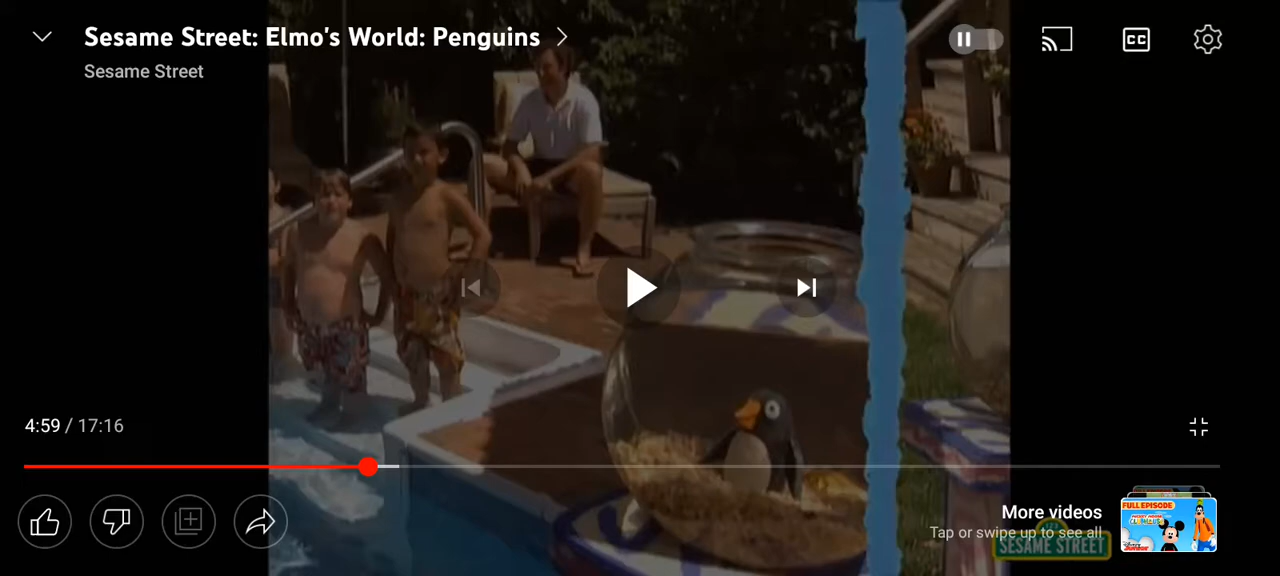 Sesame Street: Elmo's World: Penguins
Sesame Street
CC
4:59 / 17:16
More videos
Tap or swipe up to see all
FULL EPISODE
SESAME STREET